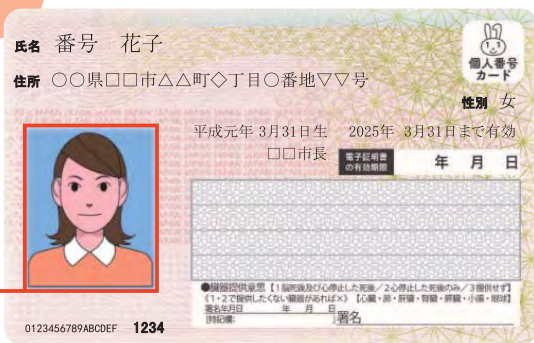 氏名 番号 花子
個人番号
カード
住所 ○○県□□市△△町◇丁目○番地▽▽号
性別 女
平成元年 3月31日生 2025年 3月31日まで有効
□□市長 電子証明書の有効期限 年 月 日
●臓器提供意思【1脳死後及び心停止した死後／2心停止した死後のみ／3提供せず】
《1・2で提供したくない臓器があれば×》【心臓・肺・肝臓・腎臓・膵臓・小腸・眼球】
署名年月日 年 月 日
[特記欄: ]署名
0123456789ABCDEF 1234